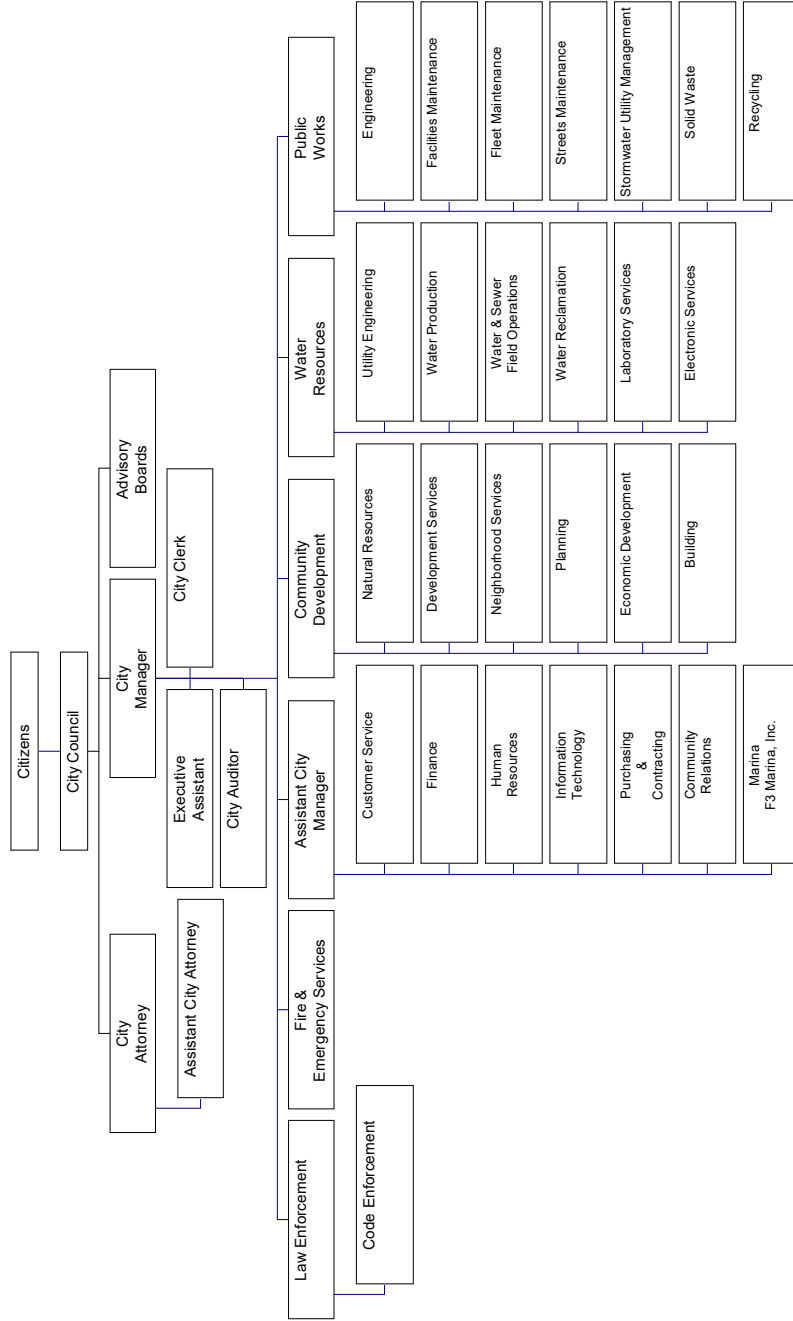 Citizens
City Council
City
Attorney
City
Manager
Advisory
Boards
Assistant City Attorney
Executive
Assistant
City Clerk
City Auditor
Law Enforcement
Fire &
Emergency Services
Assistant City
Manager
Community
Development
Water
Resources
Public
Works
Code Enforcement
Customer Service
Finance
Human
Resources
Information
Technology
Purchasing
&
Contracting
Community
Relations
Marina
F3 Marina, Inc.
Natural Resources
Development Services
Neighborhood Services
Planning
Economic Development
Building
Utility Engineering
Water Production
Water & Sewer
Field Operations
Water Reclamation
Laboratory Services
Electronic Services
Engineering
Facilities Maintenance
Fleet Maintenance
Streets Maintenance
Stormwater Utility Management
Solid Waste
Recycling